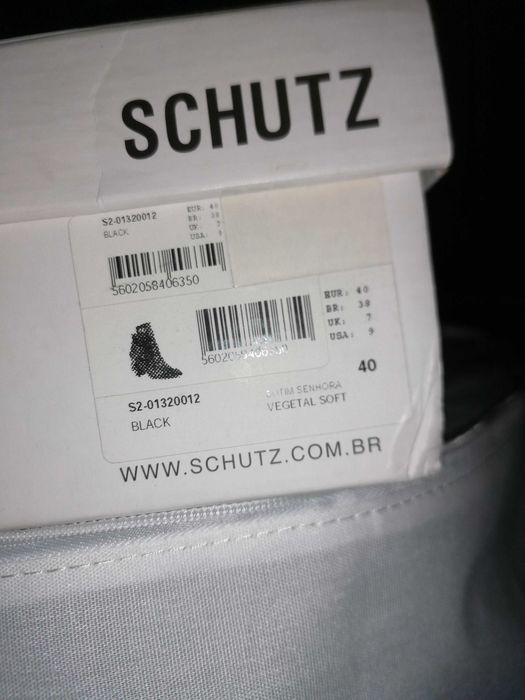 SCHUTZ
S2-01320012
BLACK
EUR: 40
BR: 38
UK: 7
USA: 9
5602058406350
EUR: 40
BR: 38
UK: 7
USA: 9
40
S2-01320012
BLACK
SENHORA
VEGETAL SOFT
WWW.SCHUTZ.COM.BR